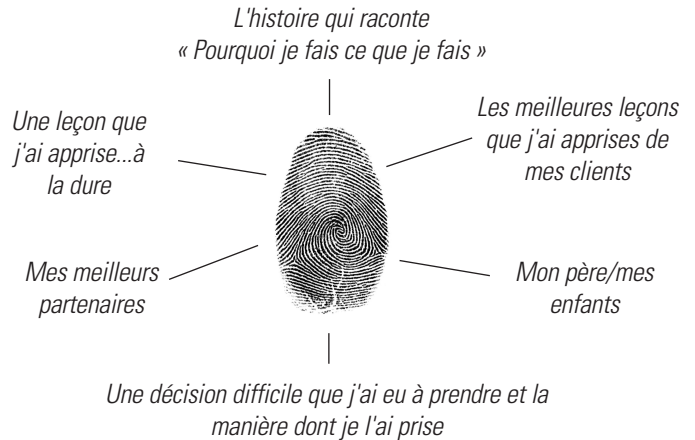 L'histoire qui raconte
« Pourquoi je fais ce que je fais »
Une leçon que
j'ai apprise...à
la dure
Les meilleures leçons
que j'ai apprises de
mes clients
Mes meilleurs
partenaires
Mon père/mes
enfants
Une décision difficile que j'ai eu à prendre et la
manière dont je l'ai prise